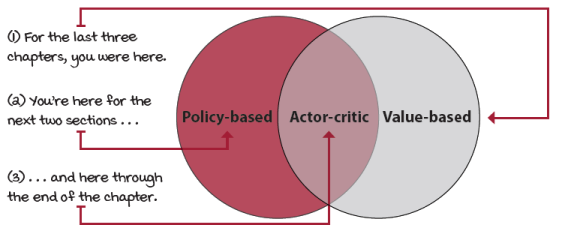 (1) For the last three
chapters, you were here.
(2) You're here for the
next two sections . . .
(3) . . . and here through
the end of the chapter.
Policy-based
Actor-critic
Value-based